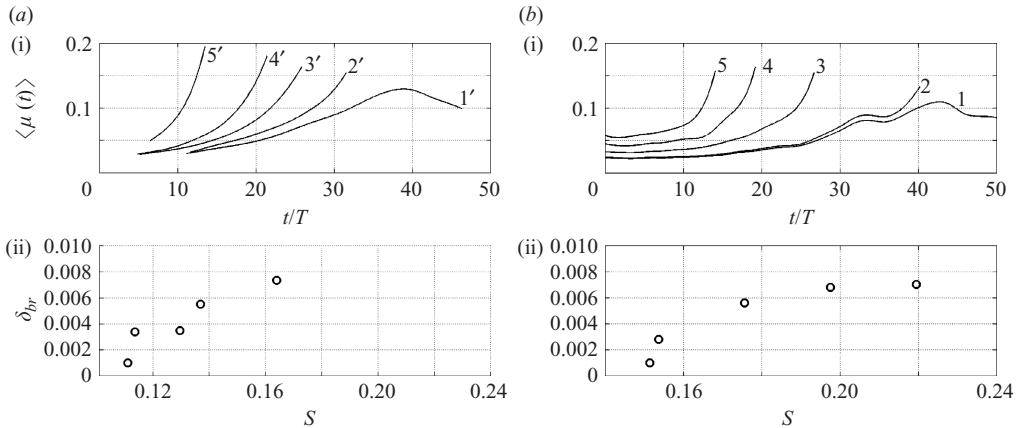 (a)
(b)
(i)
(i)
0.2
0.1
0
⟨μ(t)⟩
5′
4′
3′
2′
1′
10 20 30 40 50
t/T
0.2
0.1
0
5
4
3
2
1
10 20 30 40 50
t/T
(ii)
0.010
0.008
0.006
0.004
0.002
0
δbr
0.12 0.16 0.20 0.24
S
(ii)
0.010
0.008
0.006
0.004
0.002
0
0.16 0.20 0.24
S